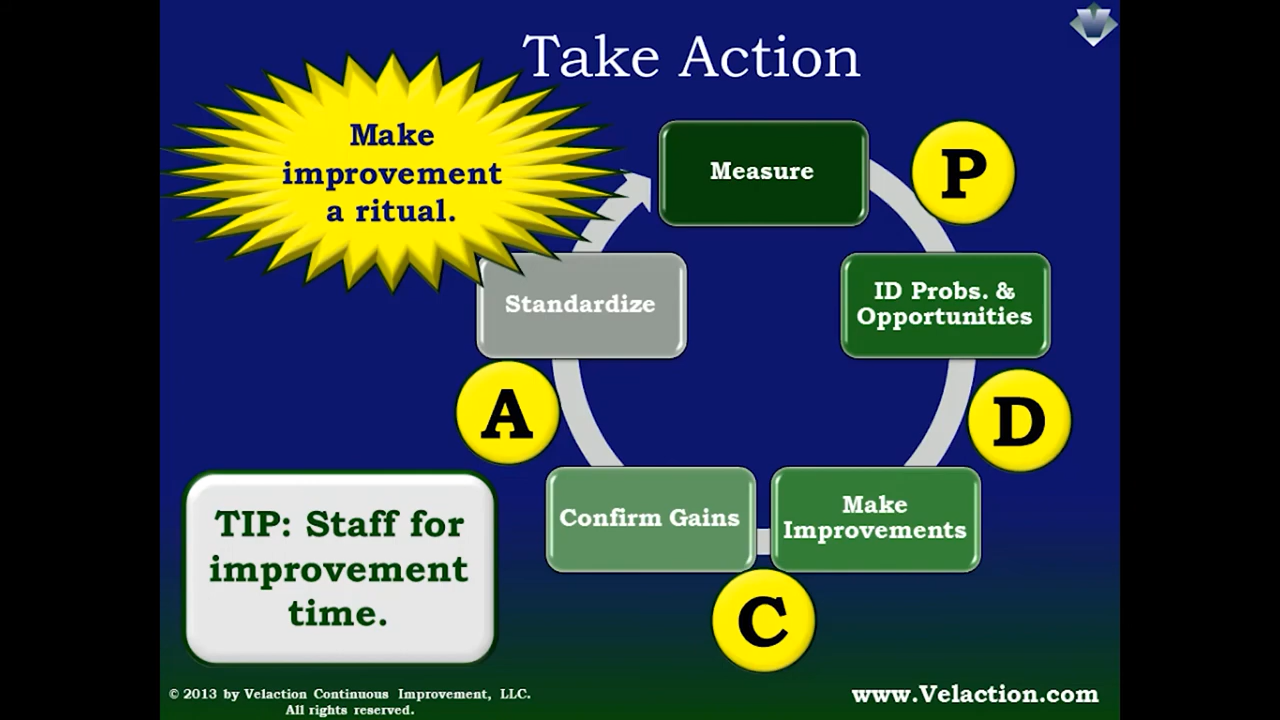 Take Action
Make
improvement
a ritual.
Measure
P
ID Probs. &
Opportunities
D
Make
Improvements
C
Confirm Gains
A
Standardize
TIP: Staff for
improvement
time.
© 2013 by Velaction Continuous Improvement, LLC.
All rights reserved.
www.Velaction.com